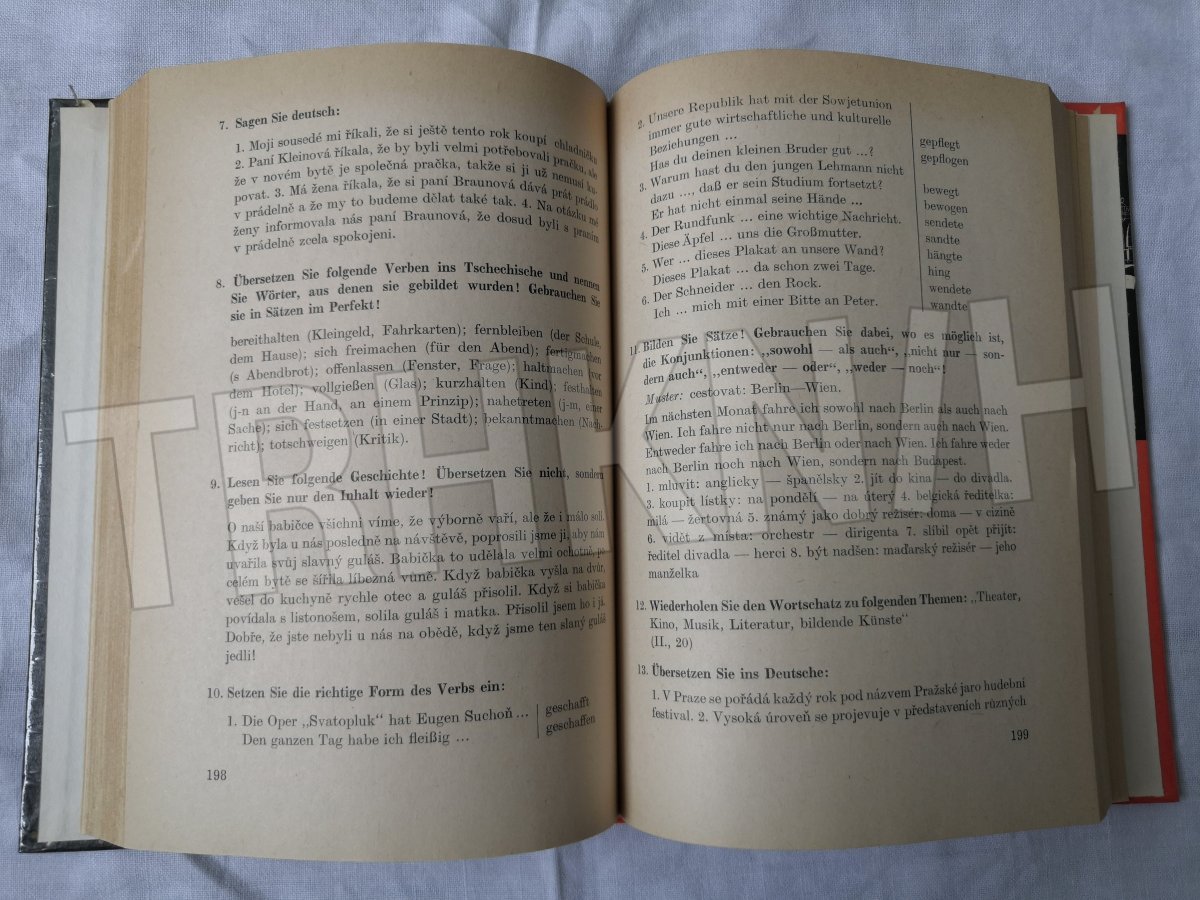 7. Sagen Sie deutsch:
1. Moji sousedé mi říkali, že si ještě tento rok koupí chladničku
2. Paní Kleinová říkala, že by byli velmi potřebovali pračku, ale
že v novém bytě je společná pračka, takže si ji už nemusí ku-
povat. 3. Má žena říkala, že si paní Braunová dává prát prádlo
v prádelně a že my to budeme dělat také tak. 4. Na otázku mé
ženy informovala nás paní Braunová, že dosud byli s praním
v prádelně zcela spokojeni.
8. Übersetzen Sie folgende Verben ins Tschechische und nennen
Sie Wörter, aus denen sie gebildet wurden! Gebrauchen Sie
sie in Sätzen im Perfekt!
bereithalten (Kleingeld, Fahrkarten); fernbleiben (der Schule,
dem Hause); sich freimachen (für den Abend); fertigmachen
(s Abendbrot); offenlassen (Fenster, Frage); haltmachen (vor
dem Hotel); vollgießen (Glas); kurzhalten (Kind); festhalten
(j-n an der Hand, an einem Prinzip); nahetreten (j-m, einer
Sache); sich festsetzen (in einer Stadt); bekanntmachen (Nach-
richt); totschweigen (Kritik).
9. Lesen Sie folgende Geschichte! Übersetzen Sie nicht, sondern
geben Sie nur den Inhalt wieder!
O naší babičce všichni víme, že výborně vaří, ale že i málo solí.
Když byla u nás posledně na návštěvě, poprosili jsme ji, aby nám
uvařila svůj slavný guláš. Babička to udělala velmi ochotně, po
celém bytě se šířila líbezná vůně. Když babička vyšla na dvůr,
vešel do kuchyně rychle otec a guláš přisolil. Když si babička
povídala s listonošem, solila guláš i matka. Přisolil jsem ho i já.
Dobře, že jste nebyli u nás na obědě, když jsme ten slaný guláš
jedli!
10. Setzen Sie die richtige Form des Verbs ein:
1. Die Oper „Svatopluk“ hat Eugen Suchoň ... geschafft
Den ganzen Tag habe ich fleißig ... geschaffen
198
2. Unsere Republik hat mit der Sowjetunion
immer gute wirtschaftliche und kulturelle
Beziehungen ... gepflegt
Has du deinen kleinen Bruder gut ...? gepflogen
3. Warum hast du den jungen Lehmann nicht
dazu ..., daß er sein Studium fortsetzt? bewegt
Er hat nicht einmal seine Hände ... bewogen
4. Der Rundfunk ... eine wichtige Nachricht. sendete
Diese Äpfel ... uns die Großmutter. sandte
5. Wer ... dieses Plakat an unsere Wand? hängte
Dieses Plakat ... da schon zwei Tage. hing
6. Der Schneider ... den Rock. wendete
Ich ... mich mit einer Bitte an Peter. wandte
11. Bilden Sie Sätze! Gebrauchen Sie dabei, wo es möglich ist,
die Konjunktionen: „sowohl — als auch“, „nicht nur — son-
dern auch“, „entweder — oder“, „weder — noch“!
Muster: cestovat: Berlin—Wien.
Im nächsten Monat fahre ich sowohl nach Berlin als auch nach
Wien. Ich fahre nicht nur nach Berlin, sondern auch nach Wien.
Entweder fahre ich nach Berlin oder nach Wien. Ich fahre weder
nach Berlin noch nach Wien, sondern nach Budapest.
1. mluvit: anglicky — španělsky 2. jít do kina — do divadla.
3. koupit lístky: na pondělí — na úterý 4. belgická ředitelka:
milá — žertovná 5. známý jako dobrý režisér: doma — v cizině
6. vidět — místa: orchestr — dirigenta 7. slíbil opět přijít:
ředitel divadla — herci 8. být nadšen: maďarský režisér — jeho
manželka
12. Wiederholen Sie den Wortschatz zu folgenden Themen: „Theater,
Kino, Musik, Literatur, bildende Künste“
(II., 20)
13. Übersetzen Sie ins Deutsche:
1. V Praze se pořádá každý rok pod názvem Pražské jaro hudební
festival. 2. Vysoká úroveň se projevuje v představeních různých
199
TRHKNIH